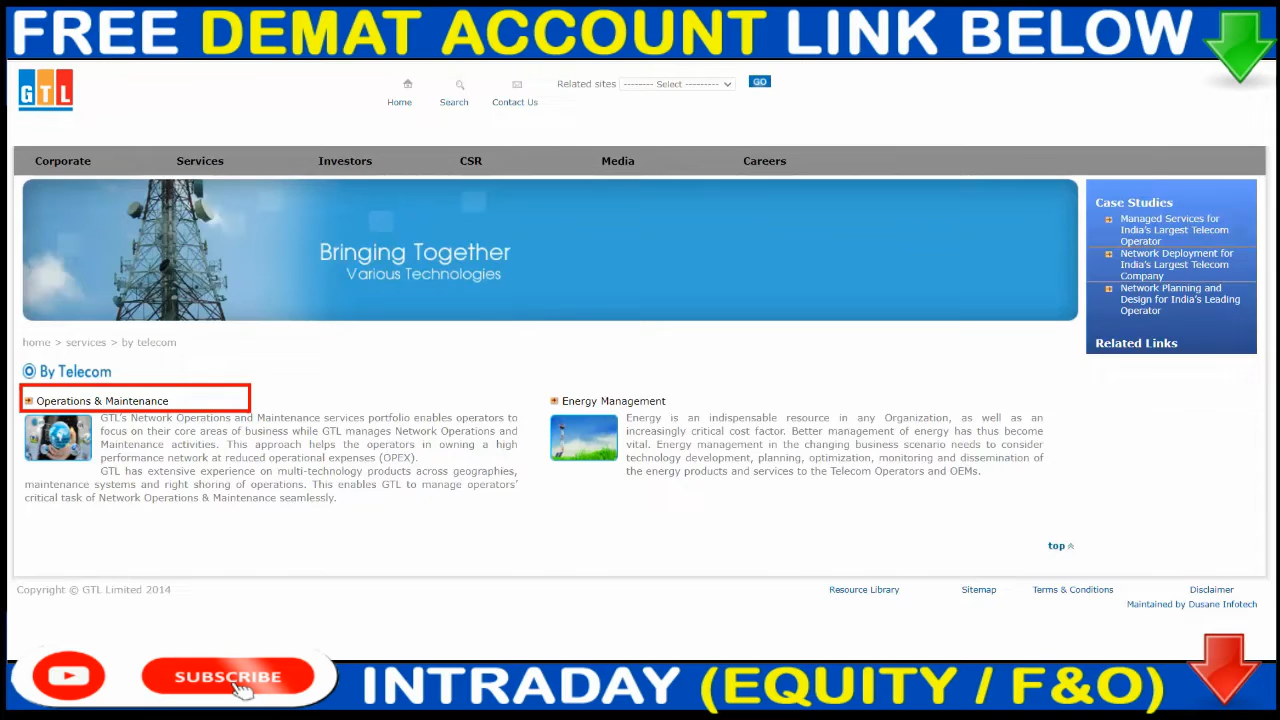 FREE DEMAT ACCOUNT LINK BELOW
GTL
Related sites -------- Select --------- GO
Home Search Contact Us
Corporate Services Investors CSR Media Careers
Bringing Together
Various Technologies
Case Studies
Managed Services for
India's Largest Telecom
Operator
Network Deployment for
India's Largest Telecom
Company
Network Planning and
Design for India's Leading
Operator
Related Links
home > services > by telecom
By Telecom
Operations & Maintenance
GTL's Network Operations and Maintenance services portfolio enables operators to
focus on their core areas of business while GTL manages Network Operations and
Maintenance activities. This approach helps the operators in owning a high
performance network at reduced operational expenses (OPEX).
GTL has extensive experience on multi-technology products across geographies,
maintenance systems and right shoring of operations. This enables GTL to manage operators'
critical task of Network Operations & Maintenance seamlessly.
Energy Management
Energy is an indispensable resource in any Organization, as well as an
increasingly critical cost factor. Better management of energy has thus become
vital. Energy management in the changing business scenario needs to consider
technology development, planning, optimization, monitoring and dissemination of
the energy products and services to the Telecom Operators and OEMs.
top
Copyright © GTL Limited 2014
Resource Library Sitemap Terms & Conditions Disclaimer
Maintained by Dusane Infotech
SUBSCRIBE
INTRADAY (EQUITY / F&O)